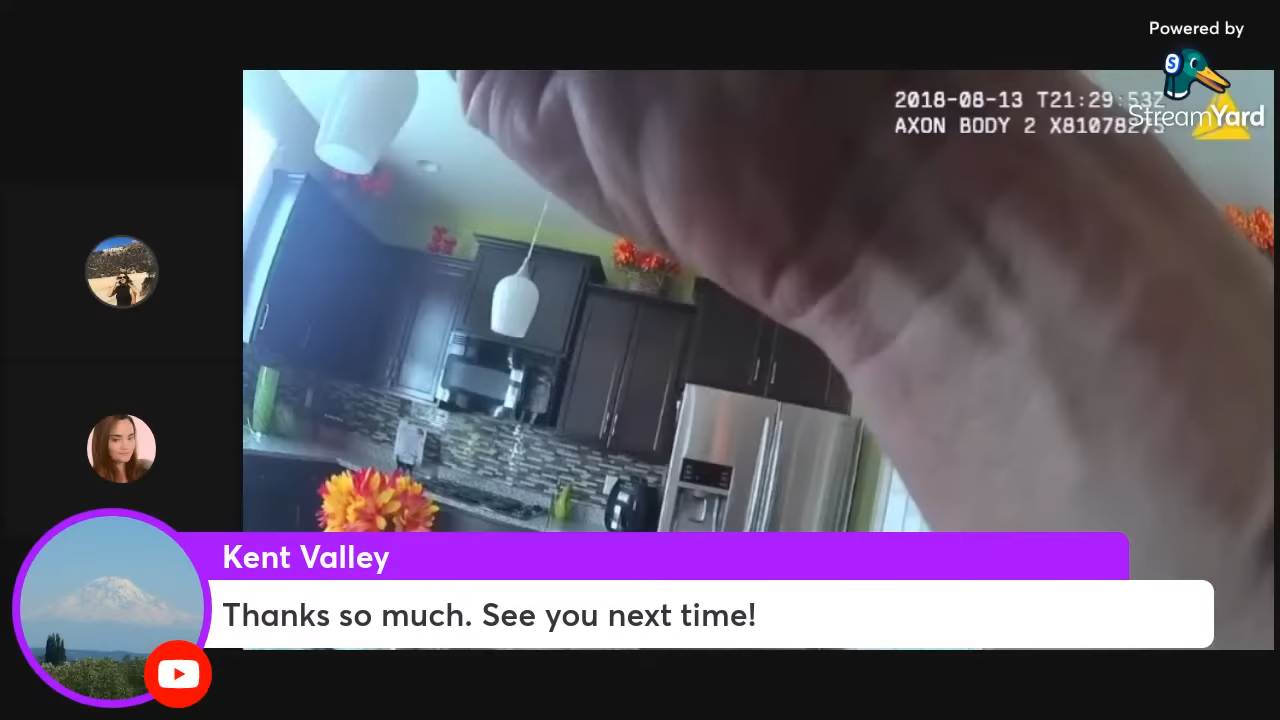 Powered by
StreamYard
2018-08-13 T21:29:53Z
AXON BODY 2 X81078275
Kent Valley
Thanks so much. See you next time!